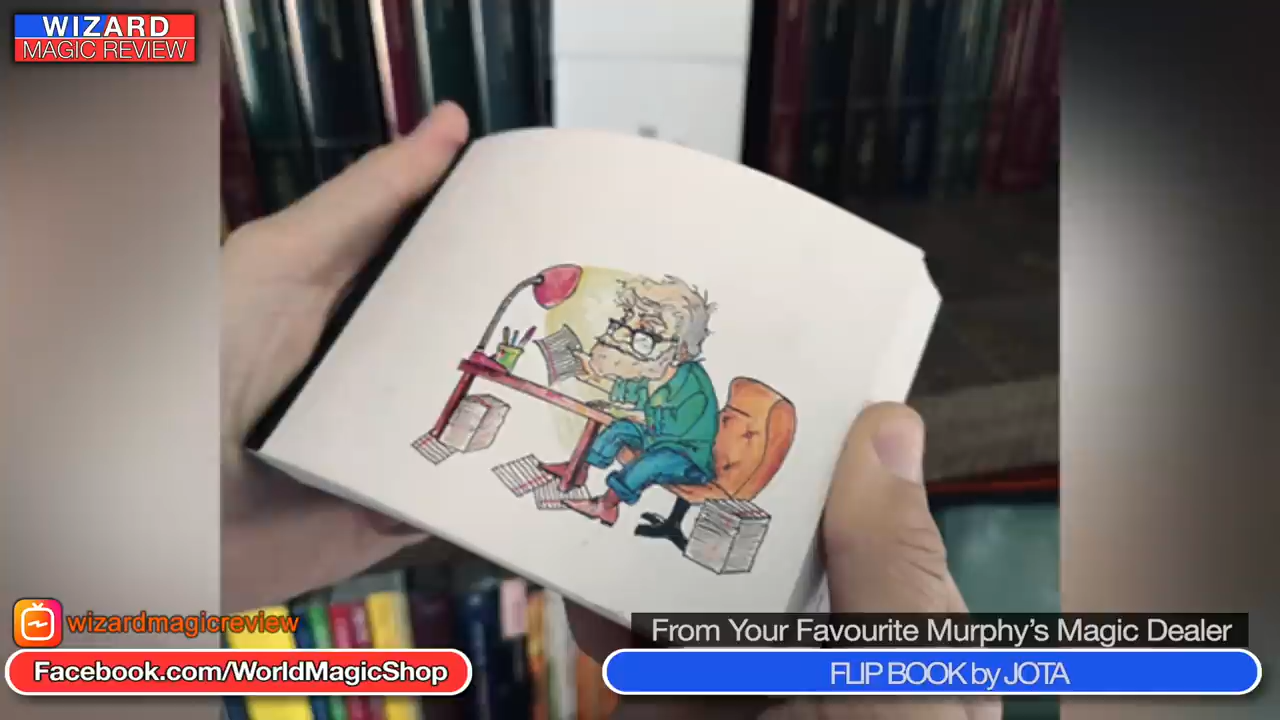 WIZARD
MAGIC REVIEW
wizardmagicreview
Facebook.com/WorldMagicShop
From Your Favourite Murphy's Magic Dealer
FLIP BOOK by JOTA